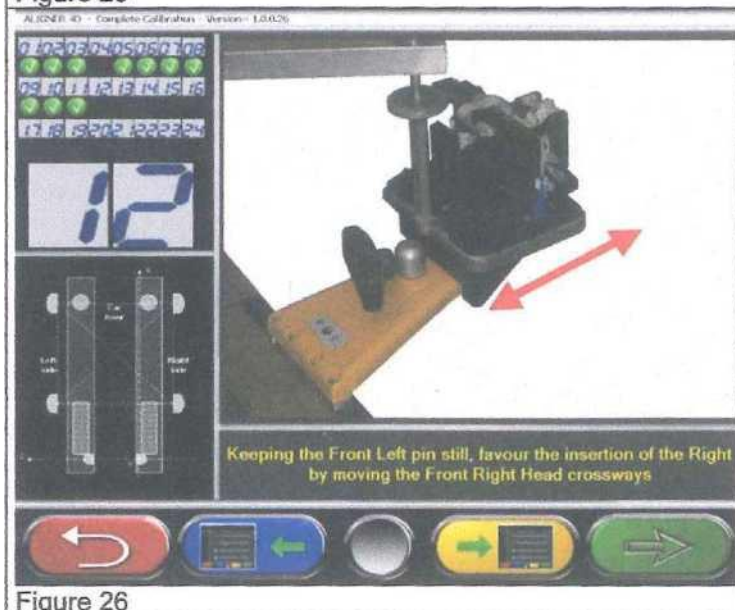 ALIGNER 4D - Complete Calibration - Version - 1.0.0.26
01 02 03 04 05 06 07 08
09 10 11 12 13 14 15 16
17 18 19 20 21 22 23 24
12
Left
side
Right
side
Keeping the Front Left pin still, favour the insertion of the Right
by moving the Front Right Head crossways
Figure 26